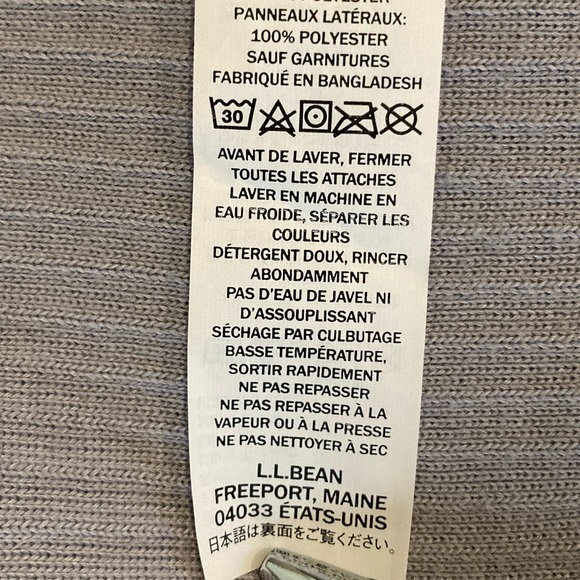 POLYESTER
PANNEAUX LATÉRAUX:
100% POLYESTER
SAUF GARNITURES
FABRIQUÉ EN BANGLADESH
30
AVANT DE LAVER, FERMER
TOUTES LES ATTACHES
LAVER EN MACHINE EN
EAU FROIDE, SÉPARER LES
COULEURS
DÉTERGENT DOUX, RINCER
ABONDAMMENT
PAS D'EAU DE JAVEL NI
D'ASSOUPLISSANT
SÉCHAGE PAR CULBUTAGE
BASSE TEMPÉRATURE,
SORTIR RAPIDEMENT
NE PAS REPASSER
NE PAS REPASSER À LA
VAPEUR OU À LA PRESSE
NE PAS NETTOYER À SEC
L.L.BEAN
FREEPORT, MAINE
04033 ÉTATS-UNIS
日本語は裏面をご覧ください。